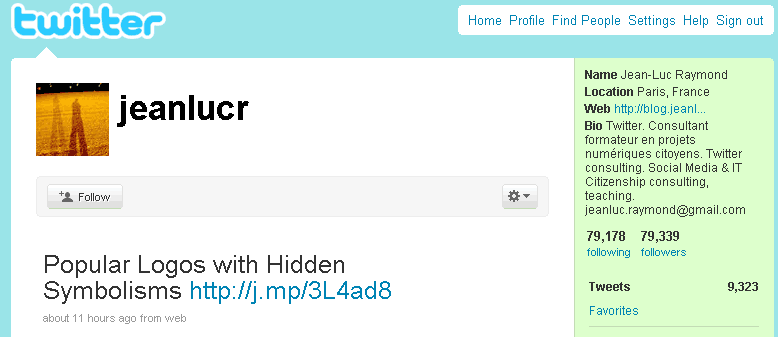 twitter
Home Profile Find People Settings Help Sign out
jeanlucr
Follow
Popular Logos with Hidden
Symbolisms http://j.mp/3L4ad8
about 11 hours ago from web
Name Jean-Luc Raymond
Location Paris, France
Web http://blog.jeanl...
Bio Twitter. Consultant
formateur en projets
numériques citoyens. Twitter
consulting. Social Media & IT
Citizenship consulting,
teaching.
jeanluc.raymond@gmail.com
79,178 79,339
following followers
Tweets 9,323
Favorites